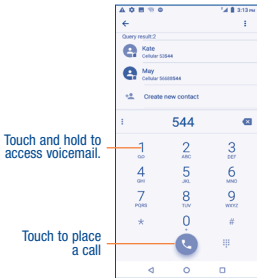 3:13 PM
Query result:2
Kate
Cellular 53544
May
Create new contact
544
Touch and hold to
access voicemail.
1
2
ABC
3
DEF
4
GHI
5
JKL
6
MNO
7
PQRS
8
TUV
9
WXYZ
*
0
+
#
Touch to place
a call